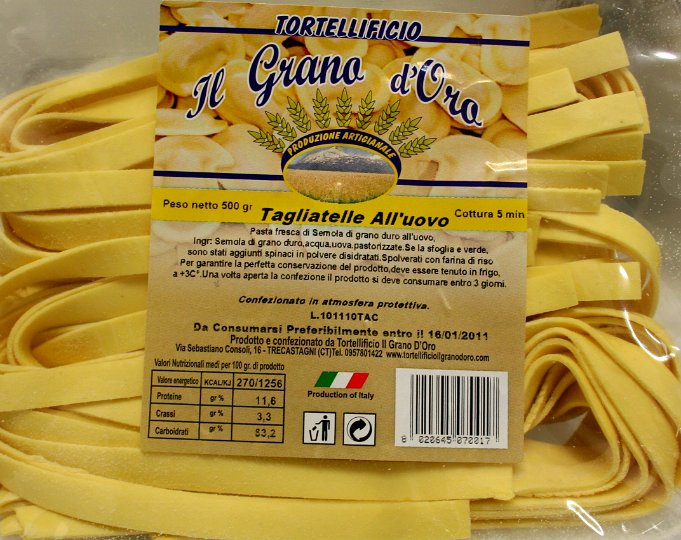 TORTELLIFICIO
Il Grano d'Oro
PRODUZIONE ARTIGIANALE
Peso netto 500 gr
Tagliatelle All'uovo
Cottura 5 min
Pasta fresca di Semola di grano duro all'uovo,
Ingr: Semola di grano duro,acqua,uova,pastorizzate.Se la sfoglia e verde,
sono stati aggiunti spinaci in polvere disidratati.Spolverati con farina di riso
Per garantire la perfetta conservazione del prodotto,deve essere tenuto in frigo,
a +3C°.Una volta aperta la confezione il prodotto si deve consumare entro 3 giorni.
Confezionato in atmosfera protettiva.
L.101110TAC
Da Consumarsi Preferibilmente entro il 16/01/2011
Prodotto e confezionato da Tortellificio Il Grano D'Oro
Via Sebastiano Consoli, 16 - TRECASTAGNI (CT)Tel. 0957801422 www.tortellificioilgranodoro.com
Valori Nutrizionali medi per 100 gr. di prodotto
Valore energetico KCAL/KJ 270/1256
Proteine gr % 11,6
Grassi gr % 3,3
Carboidrati gr % 53,2
Production of Italy
8 020645 070017